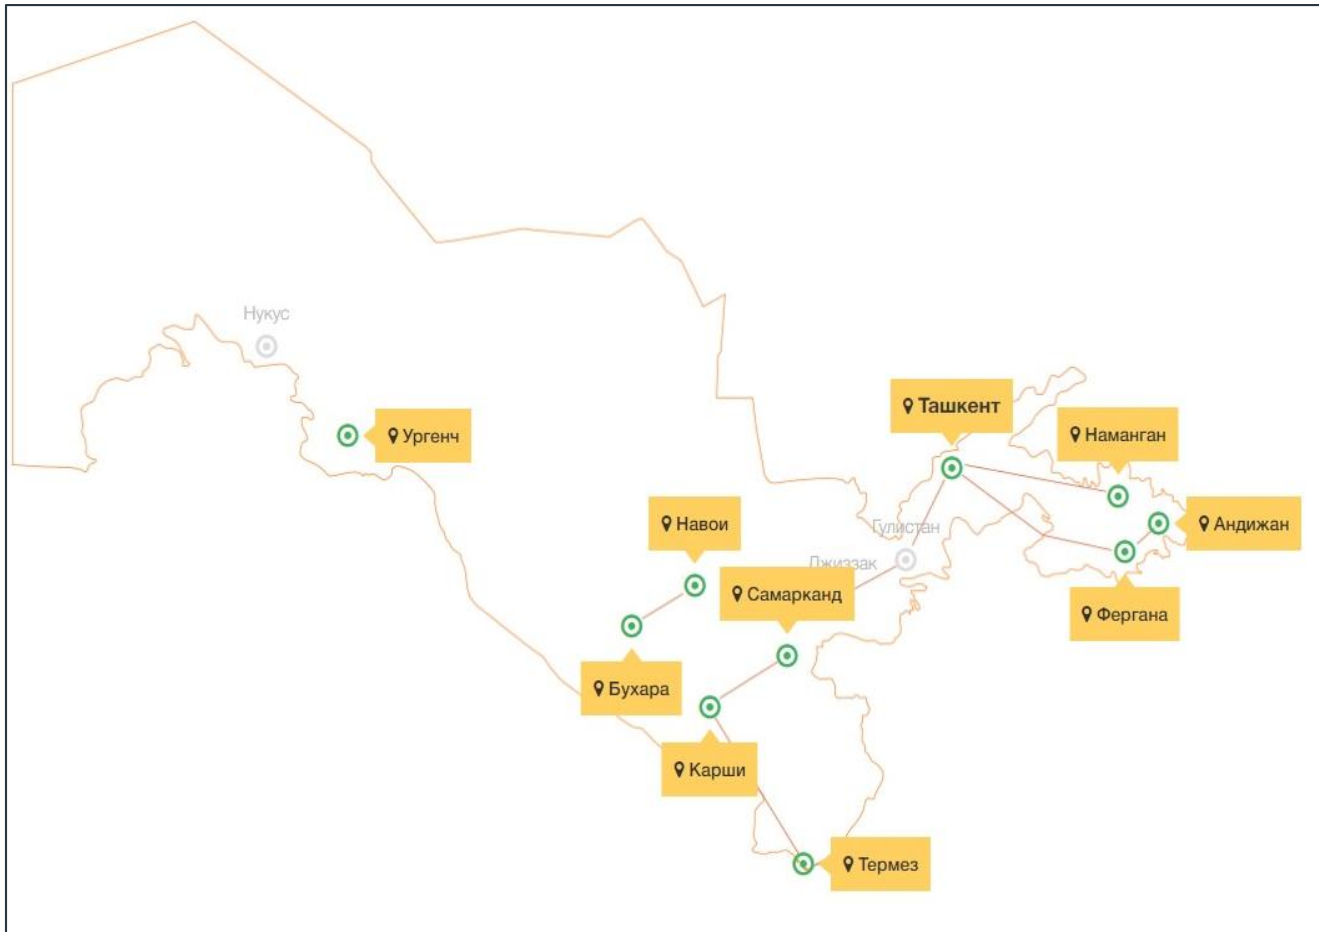 Нукус
Ташкент
Ургенч
Наманган
Навои
Гулистан
Андижан
Джиззак
Самарканд
Фергана
Бухара
Карши
Термез